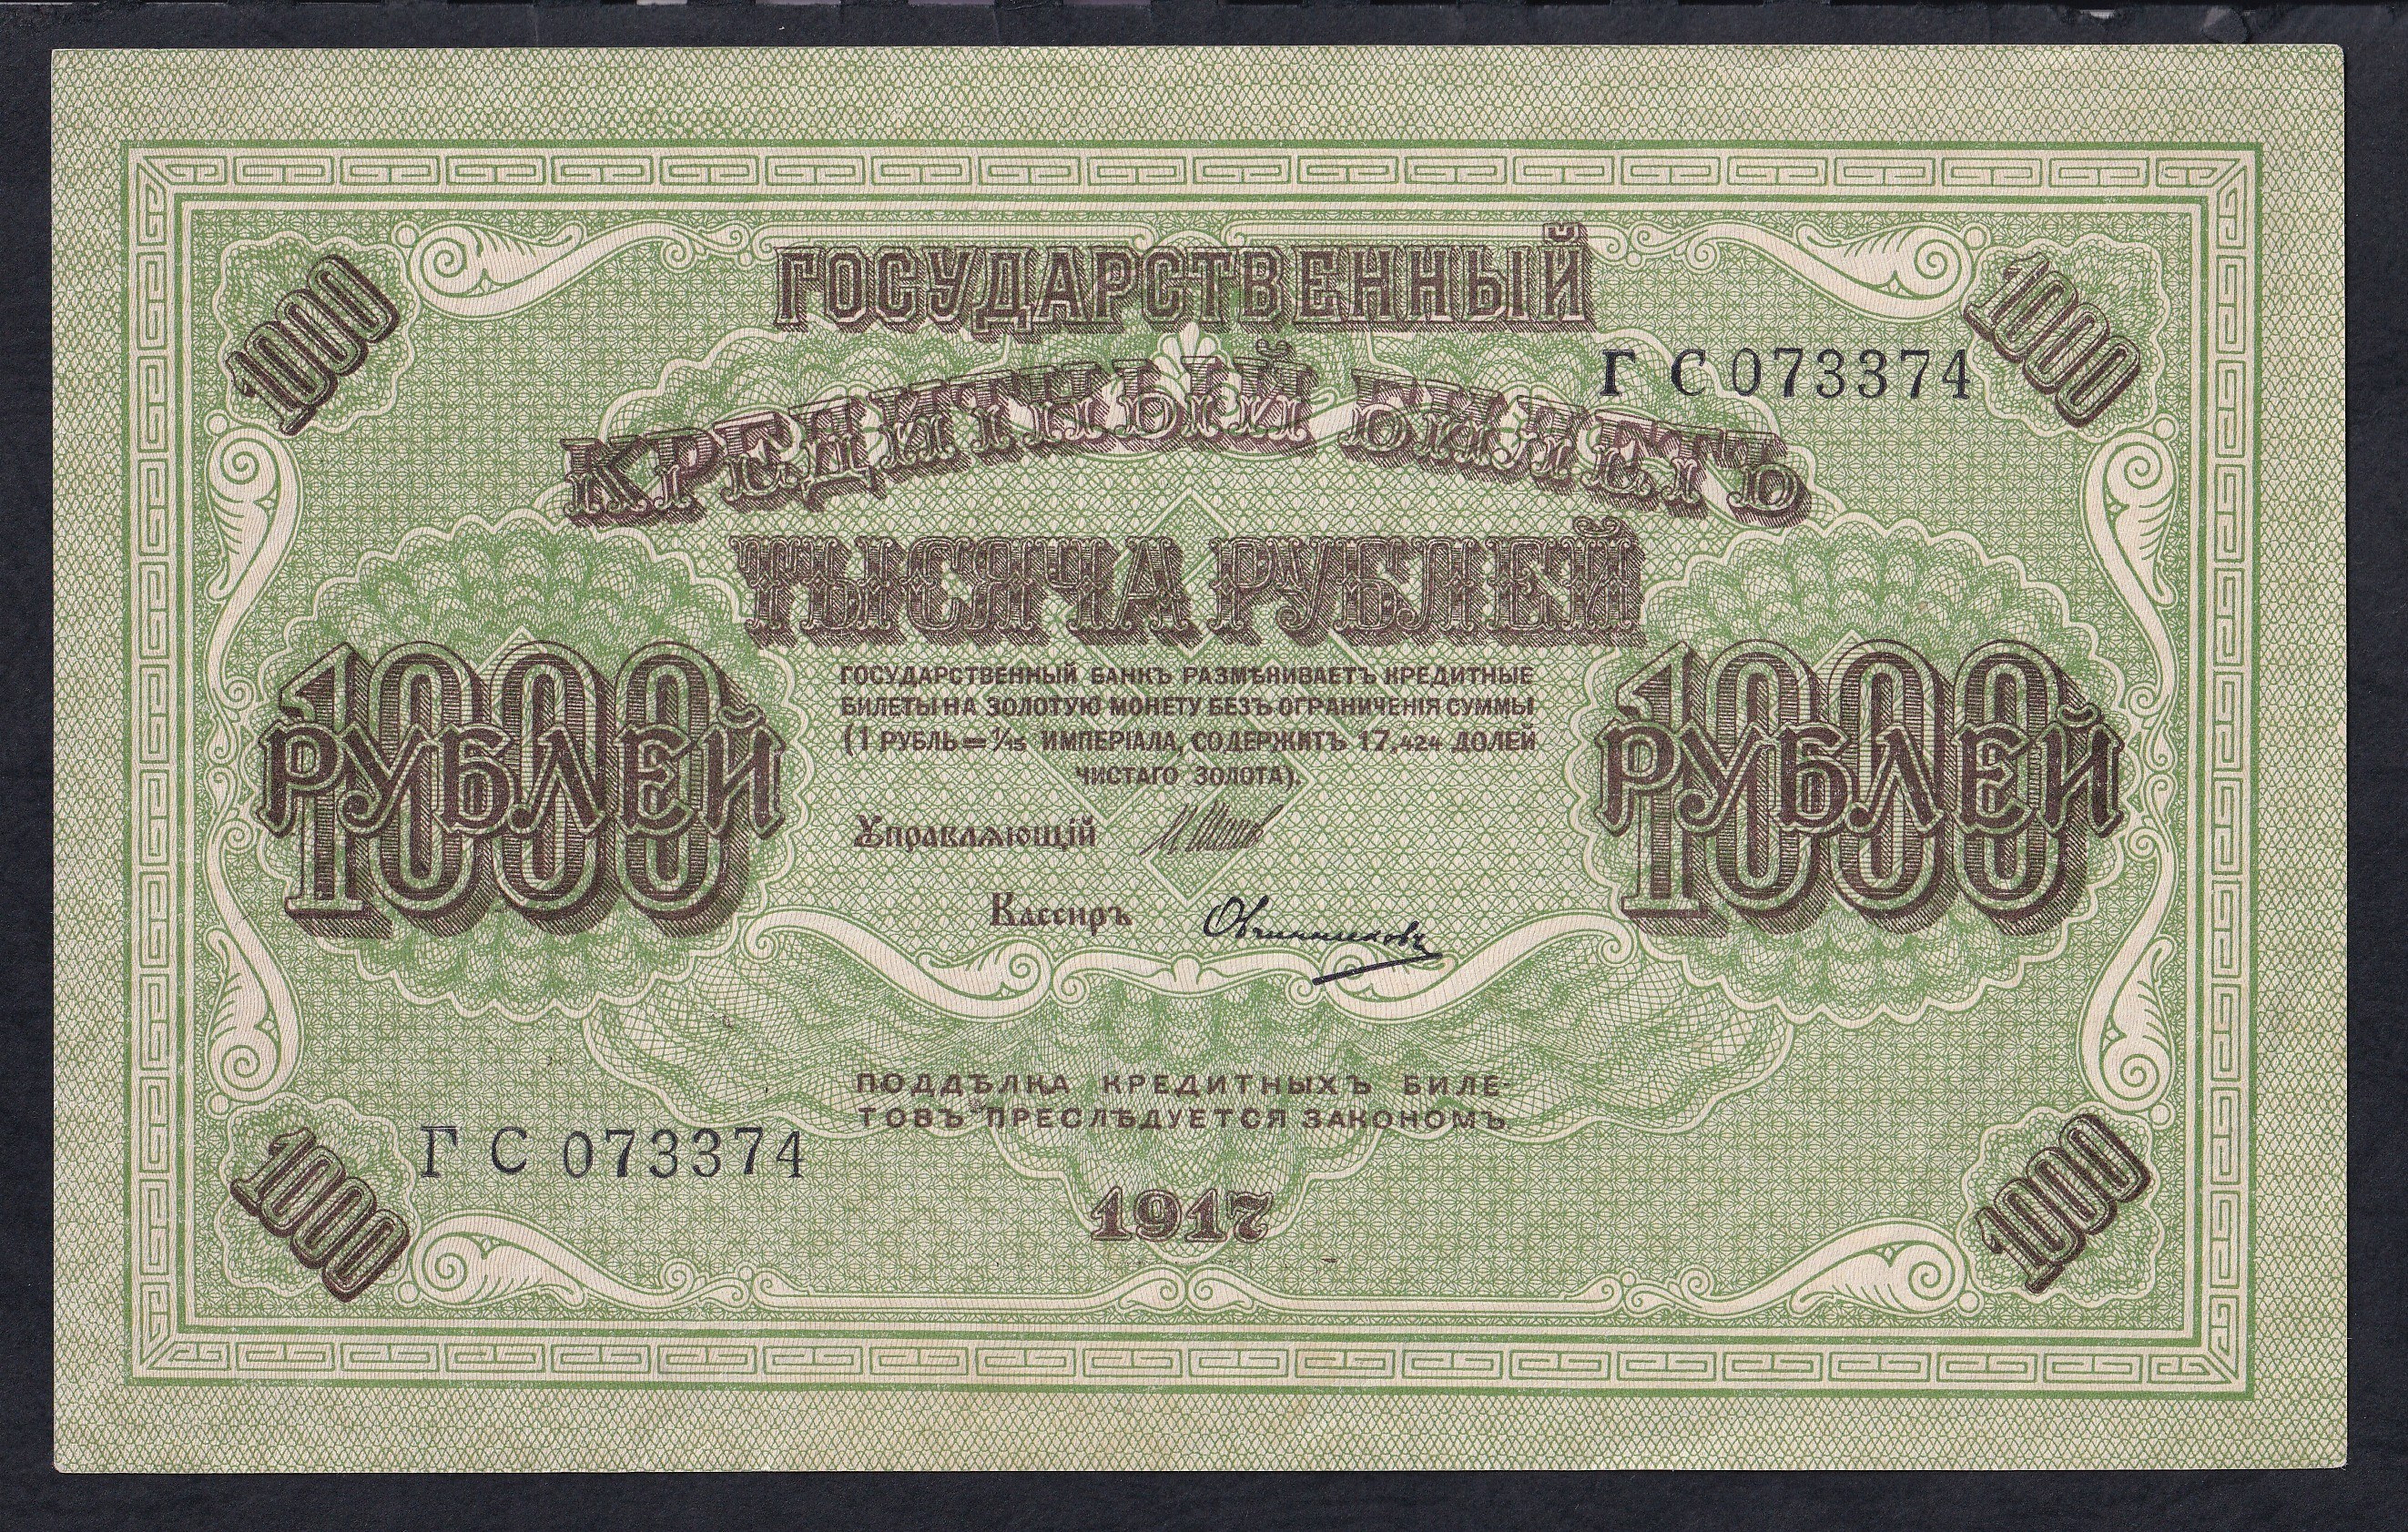 ГОСУДАРСТВЕННЫЙ
1000
1000
КРЕДИТНЫЙ БИЛЕТЪ
Г С 073374
ТЫСЯЧА РУБЛЕЙ
1000
РУБЛЕЙ
1000
РУБЛЕЙ
ГОСУДАРСТВЕННЫЙ БАНКЪ РАЗМѢНИВАЕТЪ КРЕДИТНЫЕ
БИЛЕТЫ НА ЗОЛОТУЮ МОНЕТУ БЕЗЪ ОГРАНИЧЕНІЯ СУММЫ
(1 РУБЛЬ = 1/15 ИМПЕРІАЛА, СОДЕРЖИТЪ 17,424 ДОЛЕЙ
ЧИСТАГО ЗОЛОТА).
Управляющій И. Шипов
Кассиръ Овчинниковъ
ПОДДѢЛКА КРЕДИТНЫХЪ БИЛЕ-
ТОВЪ ПРЕСЛѢДУЕТСЯ ЗАКОНОМЪ.
Г С 073374
1000
1917
1000